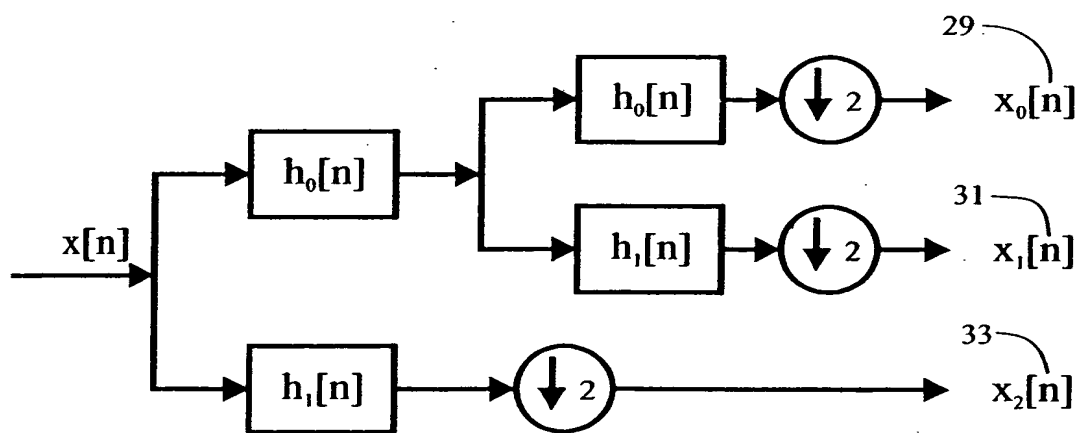 29
h₀[n]
↓ 2
x₀[n]
h₀[n]
31
x[n]
h₁[n]
↓ 2
x₁[n]
33
h₁[n]
↓ 2
x₂[n]